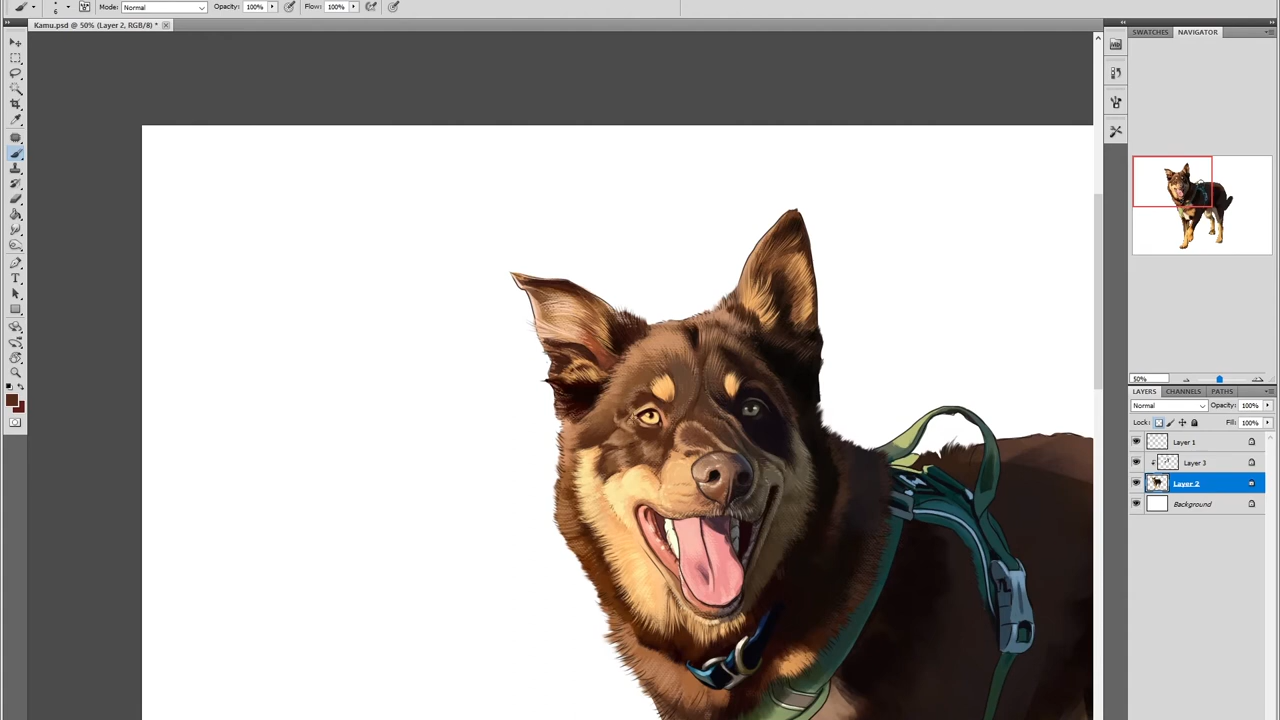 6 Mode: Normal Opacity: 100% Flow: 100%
Kamu.psd @ 50% (Layer 2, RGB/8) *
SWATCHES NAVIGATOR
50%
LAYERS CHANNELS PATHS
Normal Opacity: 100%
Lock: Fill: 100%
Layer 1
Layer 3
Layer 2
Background